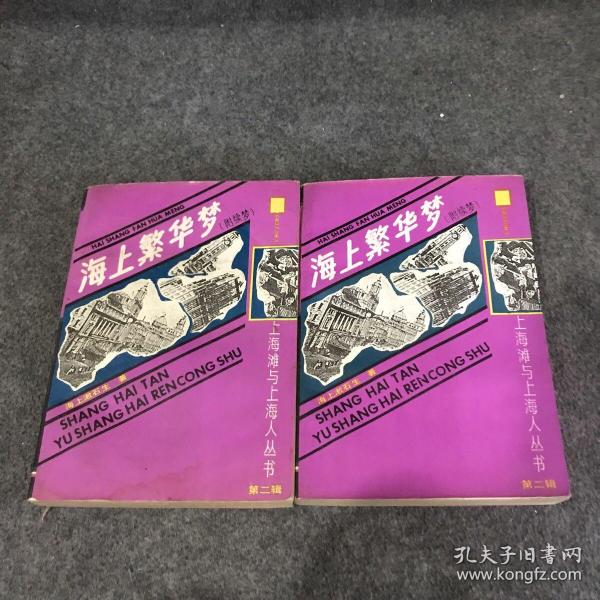 HAI SHANG FAN HUA MENG
海上繁华梦
(附续梦)
海上漱石生 著
SHANG HAI TAN
YU SHANG HAI REN CONG SHU
上海滩与上海人丛书
第二辑
HAI SHANG FAN HUA MENG
海上繁华梦
(附续梦)
海上漱石生 著
SHANG HAI TAN
YU SHANG HAI REN CONG SHU
上海滩与上海人丛书
第二辑
孔夫子旧书网
www.kongfz.com